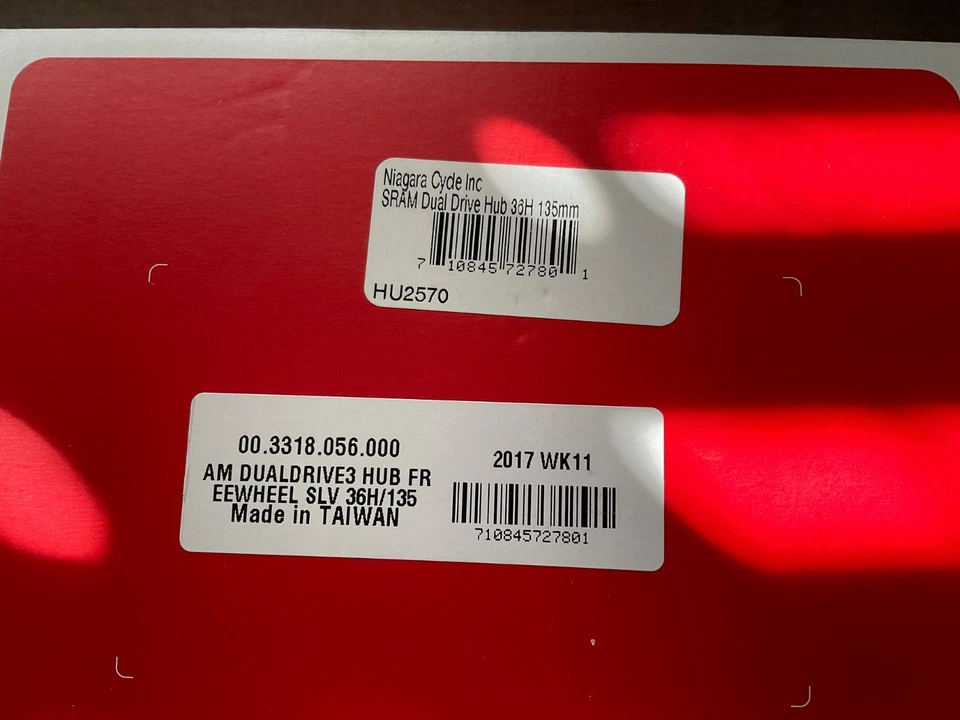 Niagara Cycle Inc
SRAM Dual Drive Hub 36H 135mm
7 10845 72780 1
HU2570
00.3318.056.000
AM DUALDRIVE3 HUB FR
EEWHEEL SLV 36H/135
Made in TAIWAN
2017 WK11
710845727801